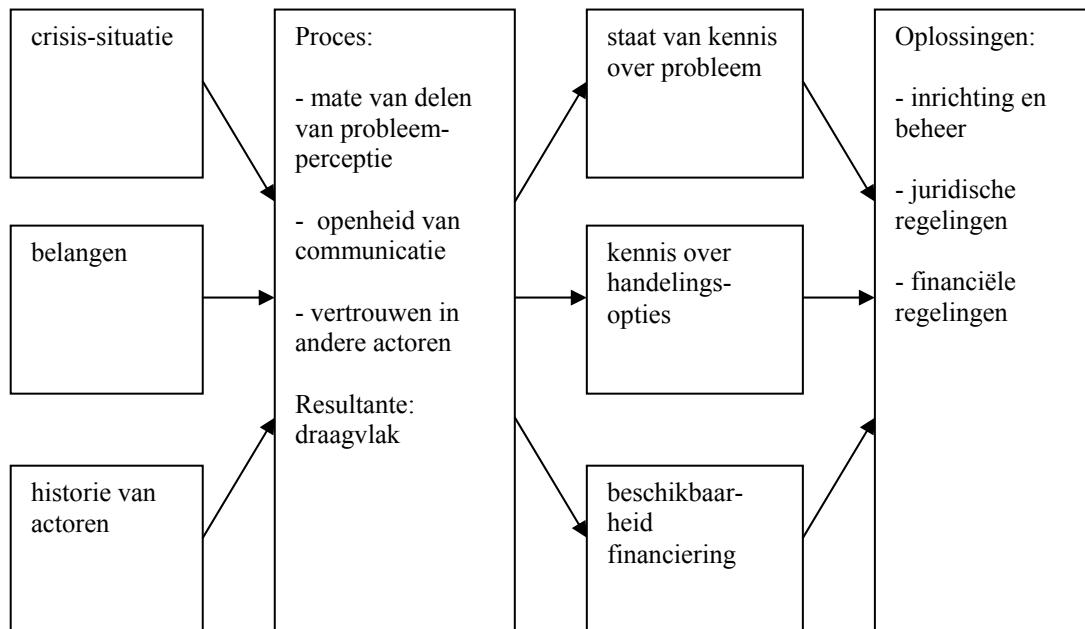 crisis-situatie
belangen
historie van
actoren
Proces:
- mate van delen
van probleem-
perceptie
- openheid van
communicatie
- vertrouwen in
andere actoren
Resultante:
draagvlak
staat van kennis
over probleem
kennis over
handelings-
opties
beschikbaar-
heid
financiering
Oplossingen:
- inrichting en
beheer
- juridische
regelingen
- financiële
regelingen